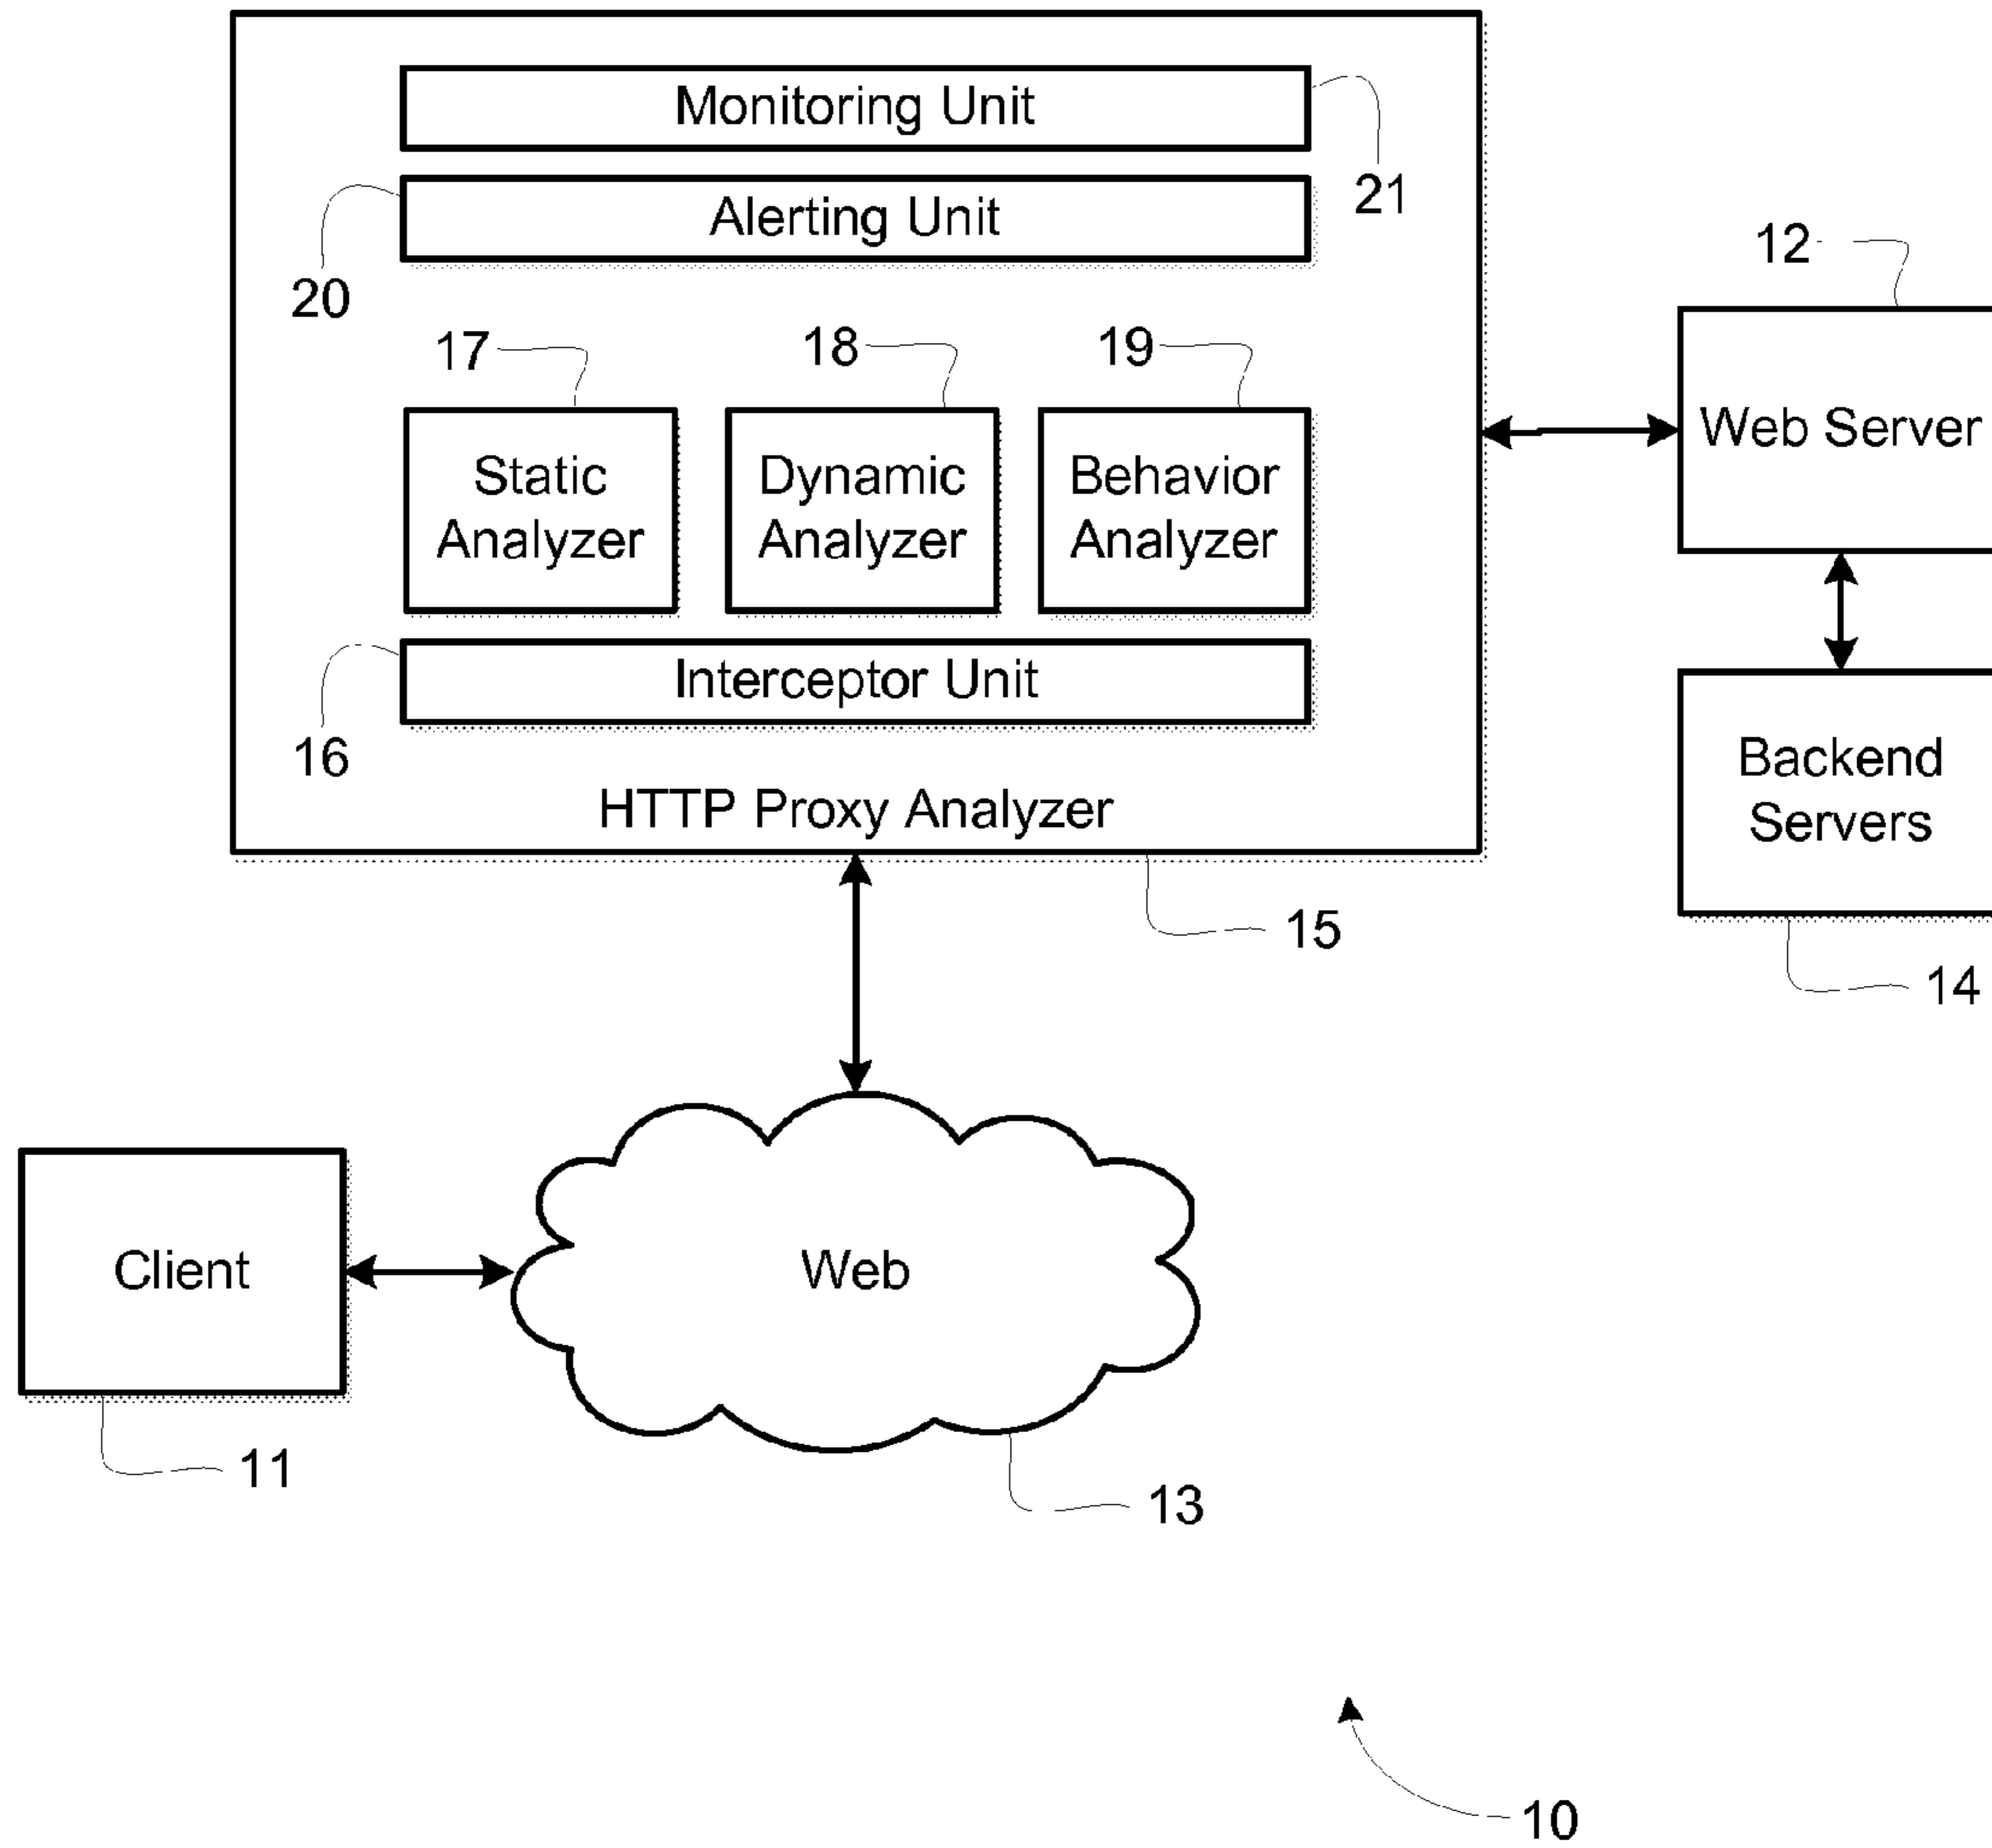 Monitoring Unit
21
Alerting Unit
20
12
17
18
19
Static
Analyzer
Dynamic
Analyzer
Behavior
Analyzer
Web Server
Interceptor Unit
16
HTTP Proxy Analyzer
Backend
Servers
15
14
Client
Web
11
13
10